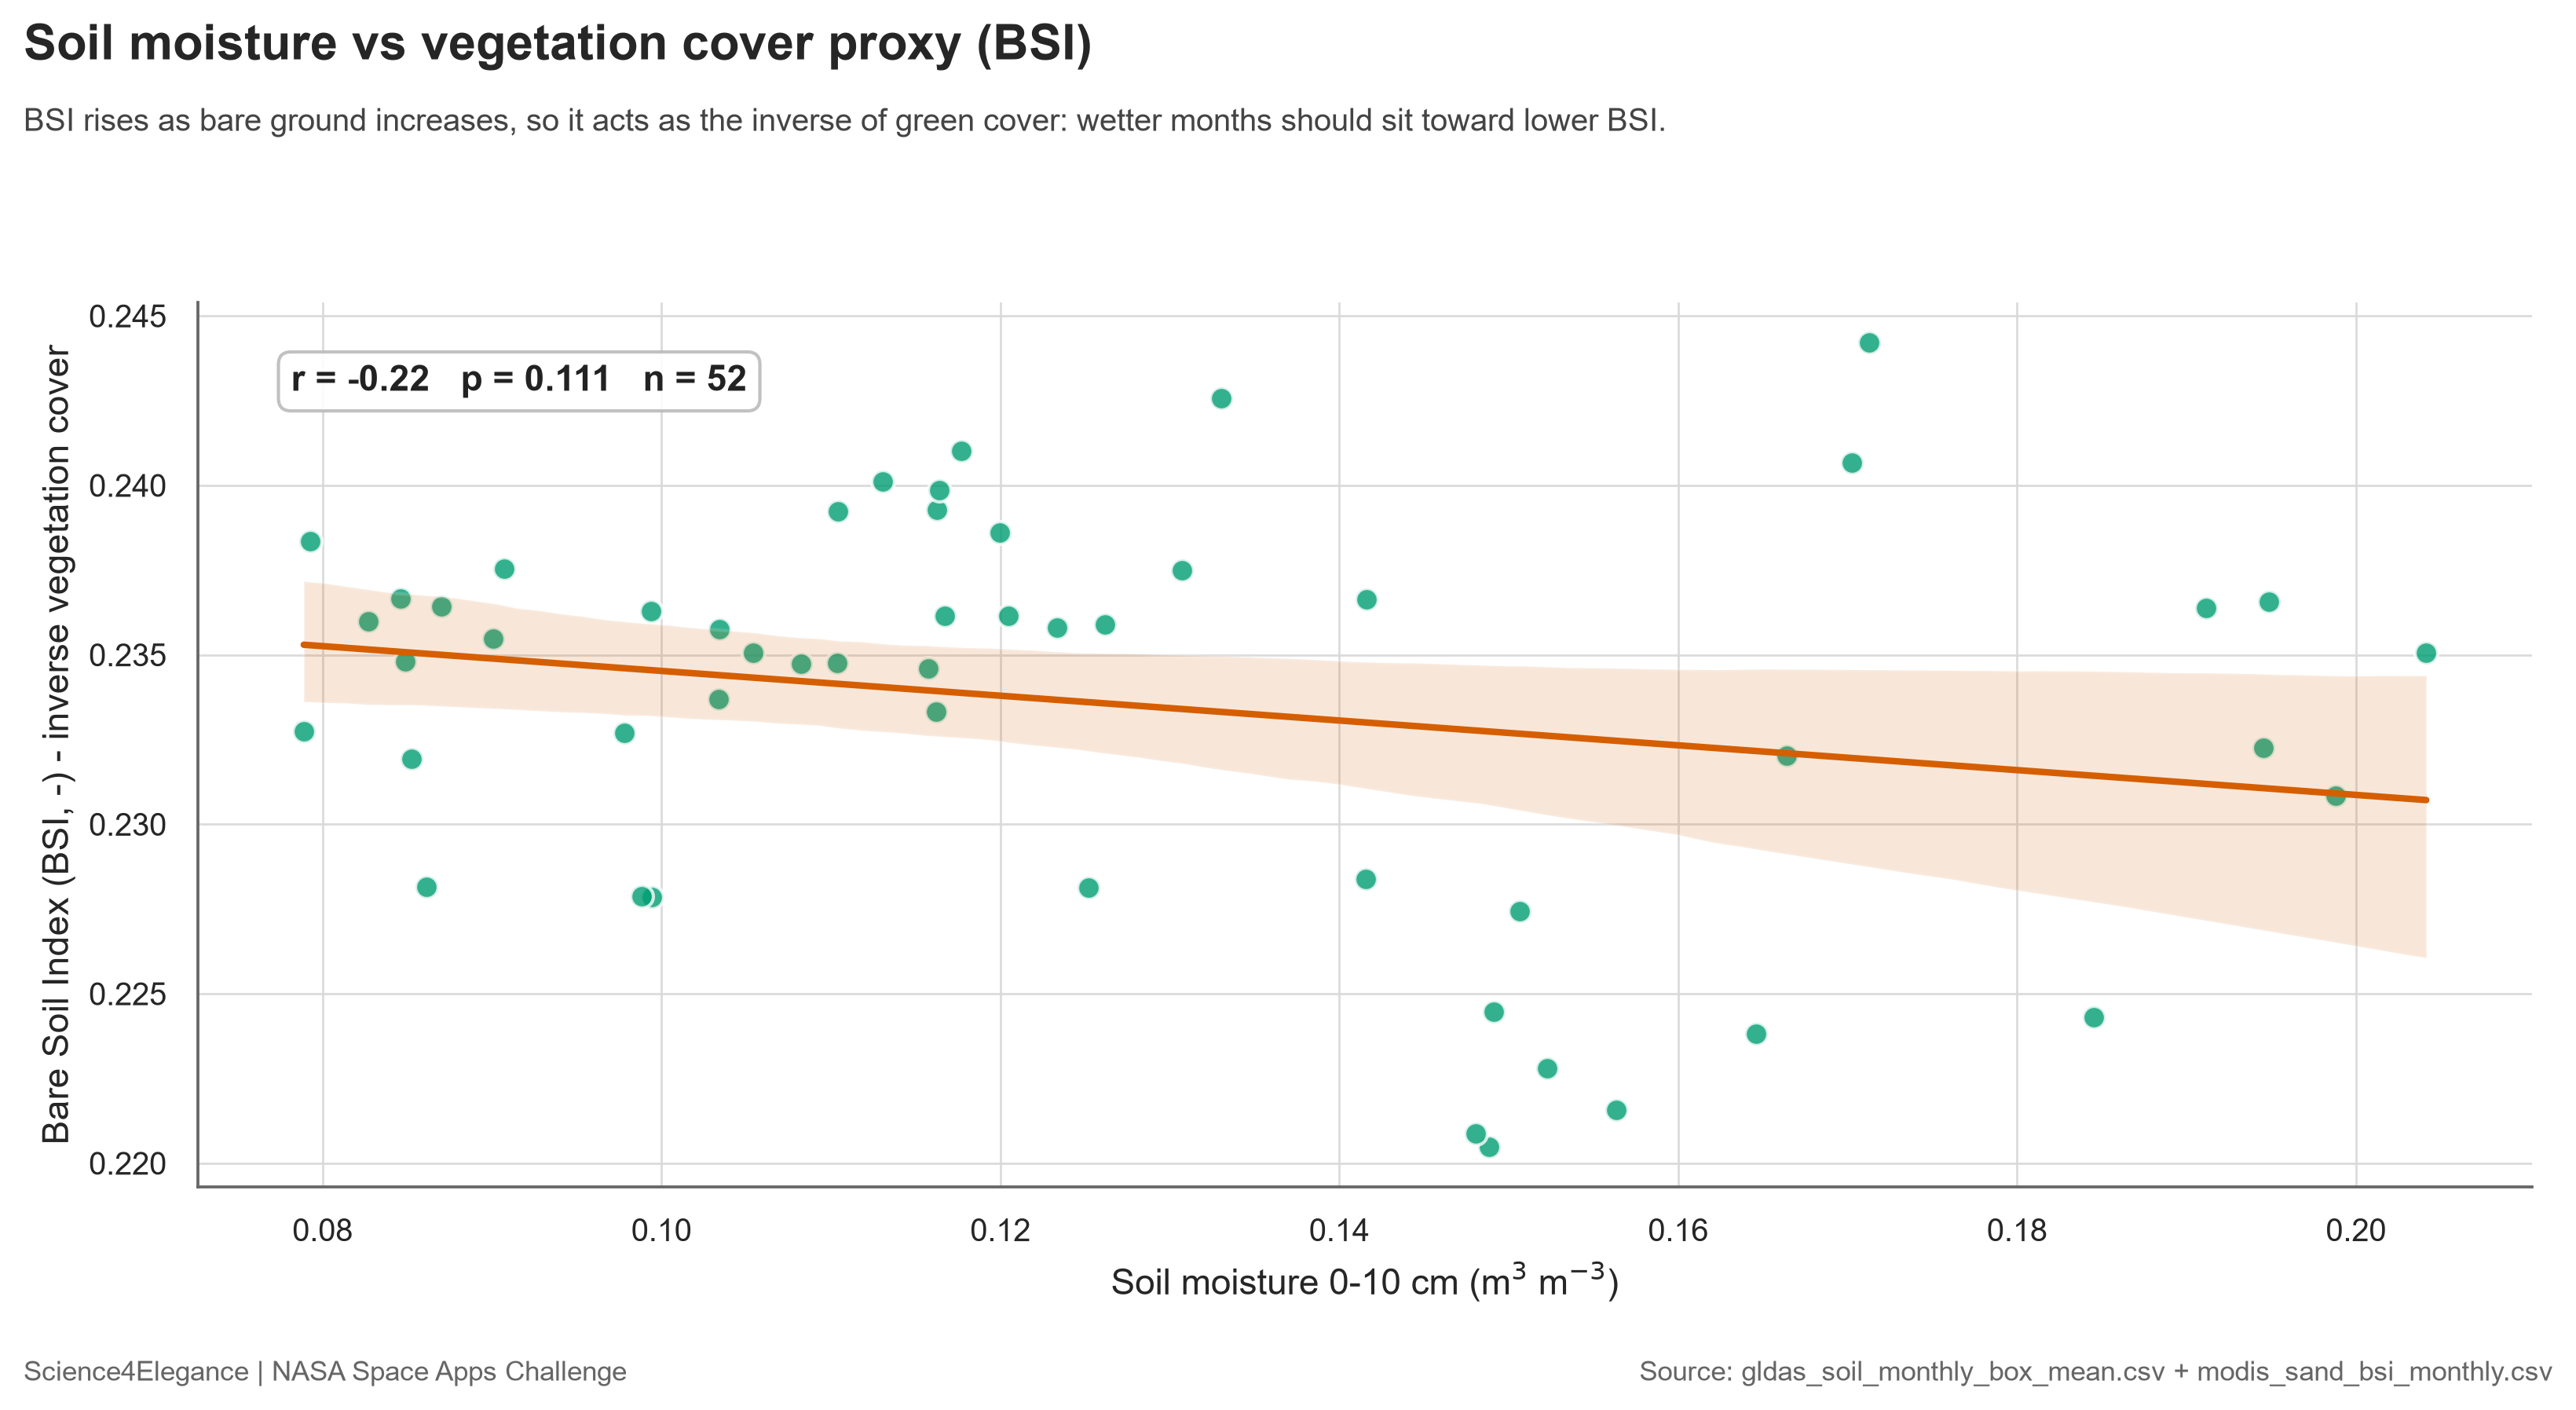 Soil moisture vs vegetation cover proxy (BSI)
BSI rises as bare ground increases, so it acts as the inverse of green cover: wetter months should sit toward lower BSI.
r = -0.22 p = 0.111 n = 52
Bare Soil Index (BSI, -) - inverse vegetation cover
0.245
0.240
0.235
0.230
0.225
0.220
0.08 0.10 0.12 0.14 0.16 0.18 0.20
Soil moisture 0-10 cm (m³ m⁻³)
Science4Elegance | NASA Space Apps Challenge
Source: gldas_soil_monthly_box_mean.csv + modis_sand_bsi_monthly.csv